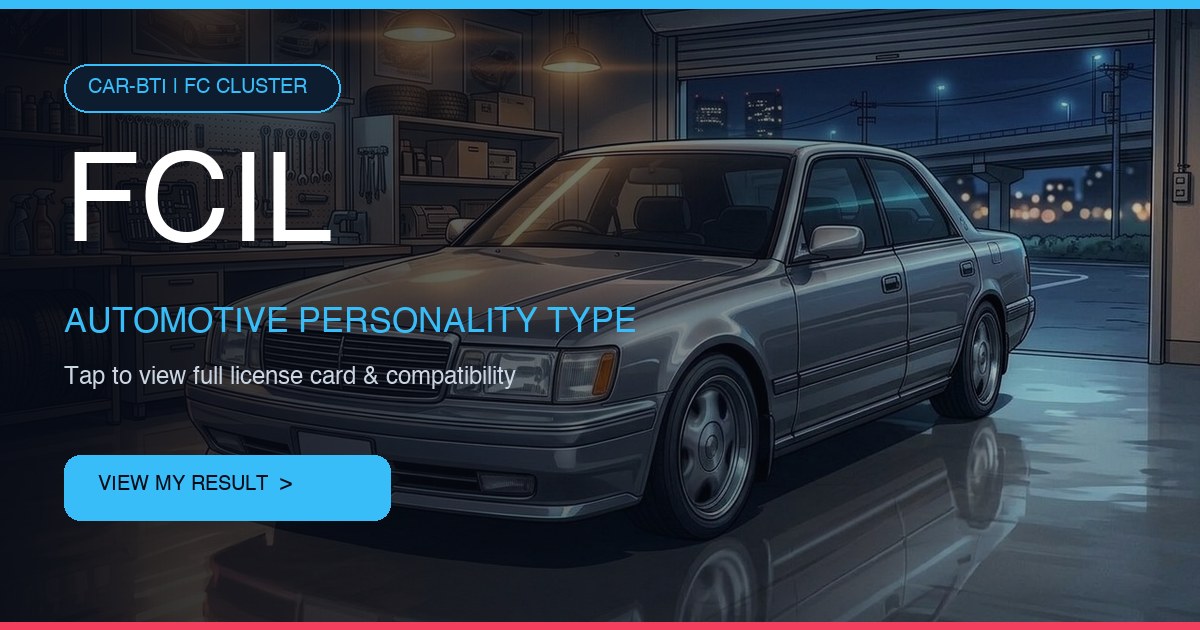 CAR-BTI | FC CLUSTER
FCIL
AUTOMOTIVE PERSONALITY TYPE
Tap to view full license card & compatibility
VIEW MY RESULT >